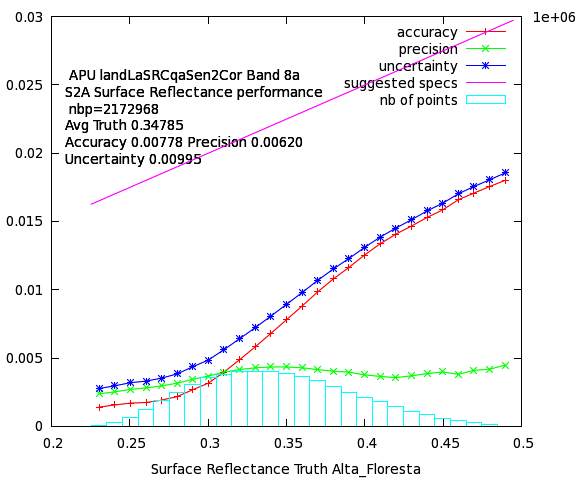 0.03
1e+06
accuracy
precision
uncertainty
suggested specs
nb of points
APU landLaSRCqaSen2Cor Band 8a
S2A Surface Reflectance performance
nbp=2172968
Avg Truth 0.34785
Accuracy 0.00778 Precision 0.00620
Uncertainty 0.00995
0.025
0.02
0.015
0.01
0.005
0
0.2 0.25 0.3 0.35 0.4 0.45 0.5
Surface Reflectance Truth Alta_Floresta